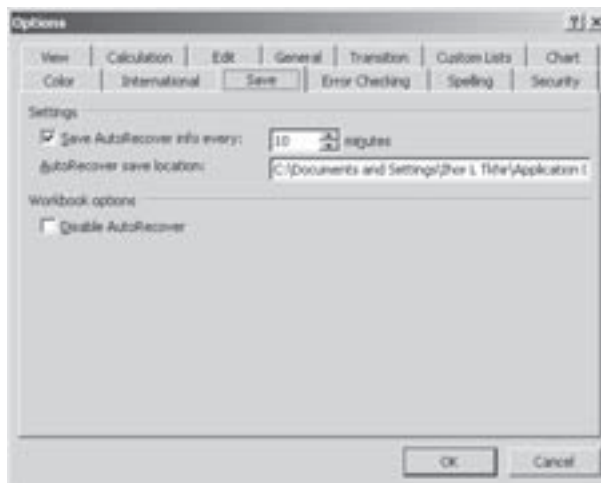 Options
View Calculation Edit General Transition Custom Lists Chart
Color International Save Error Checking Spelling Security
Settings
Save AutoRecover info every: 10 minutes
AutoRecover save location: C:\Documents and Settings\ L \Application
Workbook options
Disable AutoRecover
OK Cancel